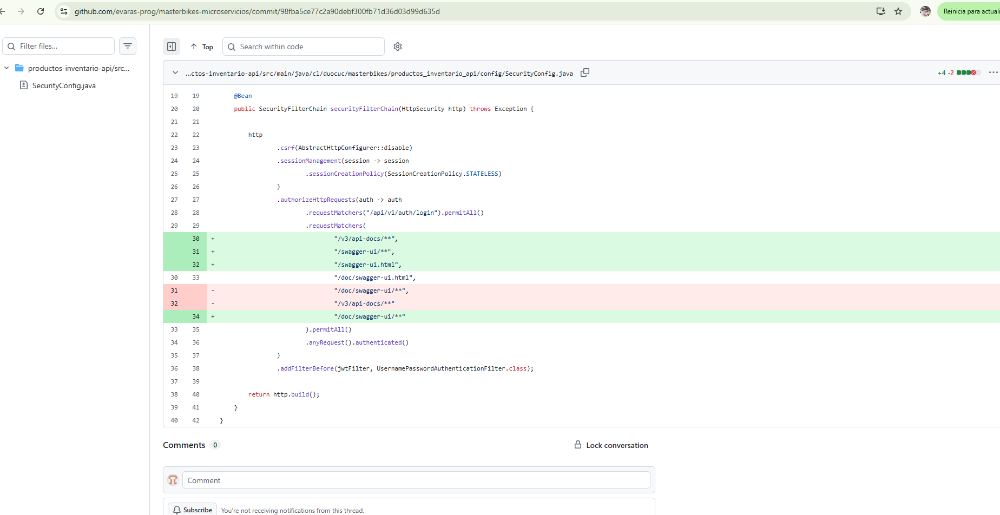 github.com/evaras-prog/masterbikes-microservicios/commit/98fba5ce77c2a90debf300fb71d36d03d99d635d
Reinicia para actuali
Filter files...
Top
Search within code
productos-inventario-api/src...
SecurityConfig.java
...ctos-inventario-api/src/main/java/cl/duocuc/masterbikes/productos_inventario_api/config/SecurityConfig.java
+4 -2
19 19 @Bean
20 20 public SecurityFilterChain securityFilterChain(HttpSecurity http) throws Exception {
21 21
22 22 http
23 23 .csrf(AbstractHttpConfigurer::disable)
24 24 .sessionManagement(session -> session
25 25 .sessionCreationPolicy(SessionCreationPolicy.STATELESS)
26 26 )
27 27 .authorizeHttpRequests(auth -> auth
28 28 .requestMatchers("/api/v1/auth/login").permitAll()
29 29 .requestMatchers(
30 + "/v3/api-docs/**",
31 + "/swagger-ui/**",
32 + "/swagger-ui.html",
30 33 "/doc/swagger-ui.html",
31 - "/doc/swagger-ui/**",
32 - "/v3/api-docs/**"
34 + "/doc/swagger-ui/**"
33 35 ).permitAll()
34 36 .anyRequest().authenticated()
35 37 )
36 38 .addFilterBefore(jwtFilter, UsernamePasswordAuthenticationFilter.class);
37 39
38 40 return http.build();
39 41 }
40 42 }
Comments 0
Lock conversation
Comment
Subscribe You're not receiving notifications from this thread.